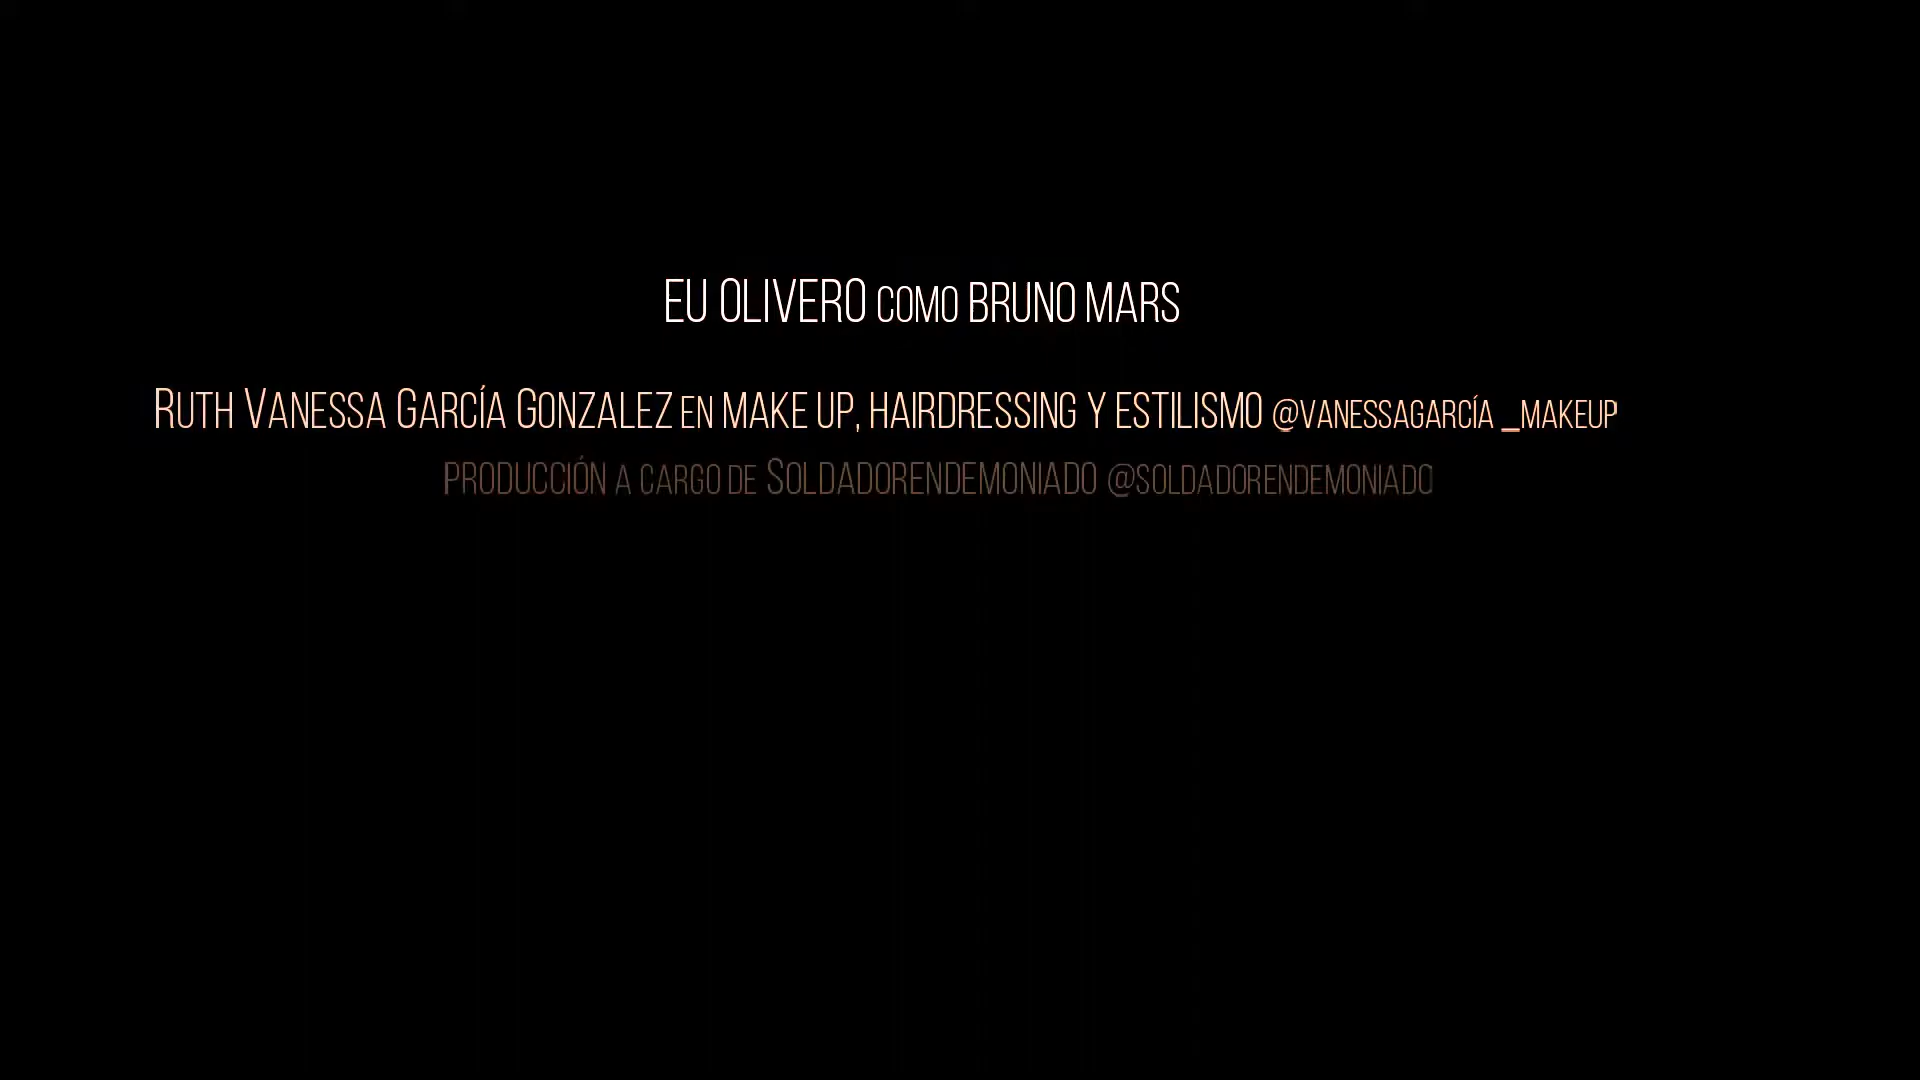 EU OLIVERO COMO BRUNO MARS
RUTH VANESSA GARCÍA GONZALEZ EN MAKE UP, HAIRDRESSING Y ESTILISMO @VANESSAGARCÍA _MAKEUP
PRODUCCIÓN A CARGO DE SOLDADORENDEMONIADO @SOLDADORENDEMONIADO